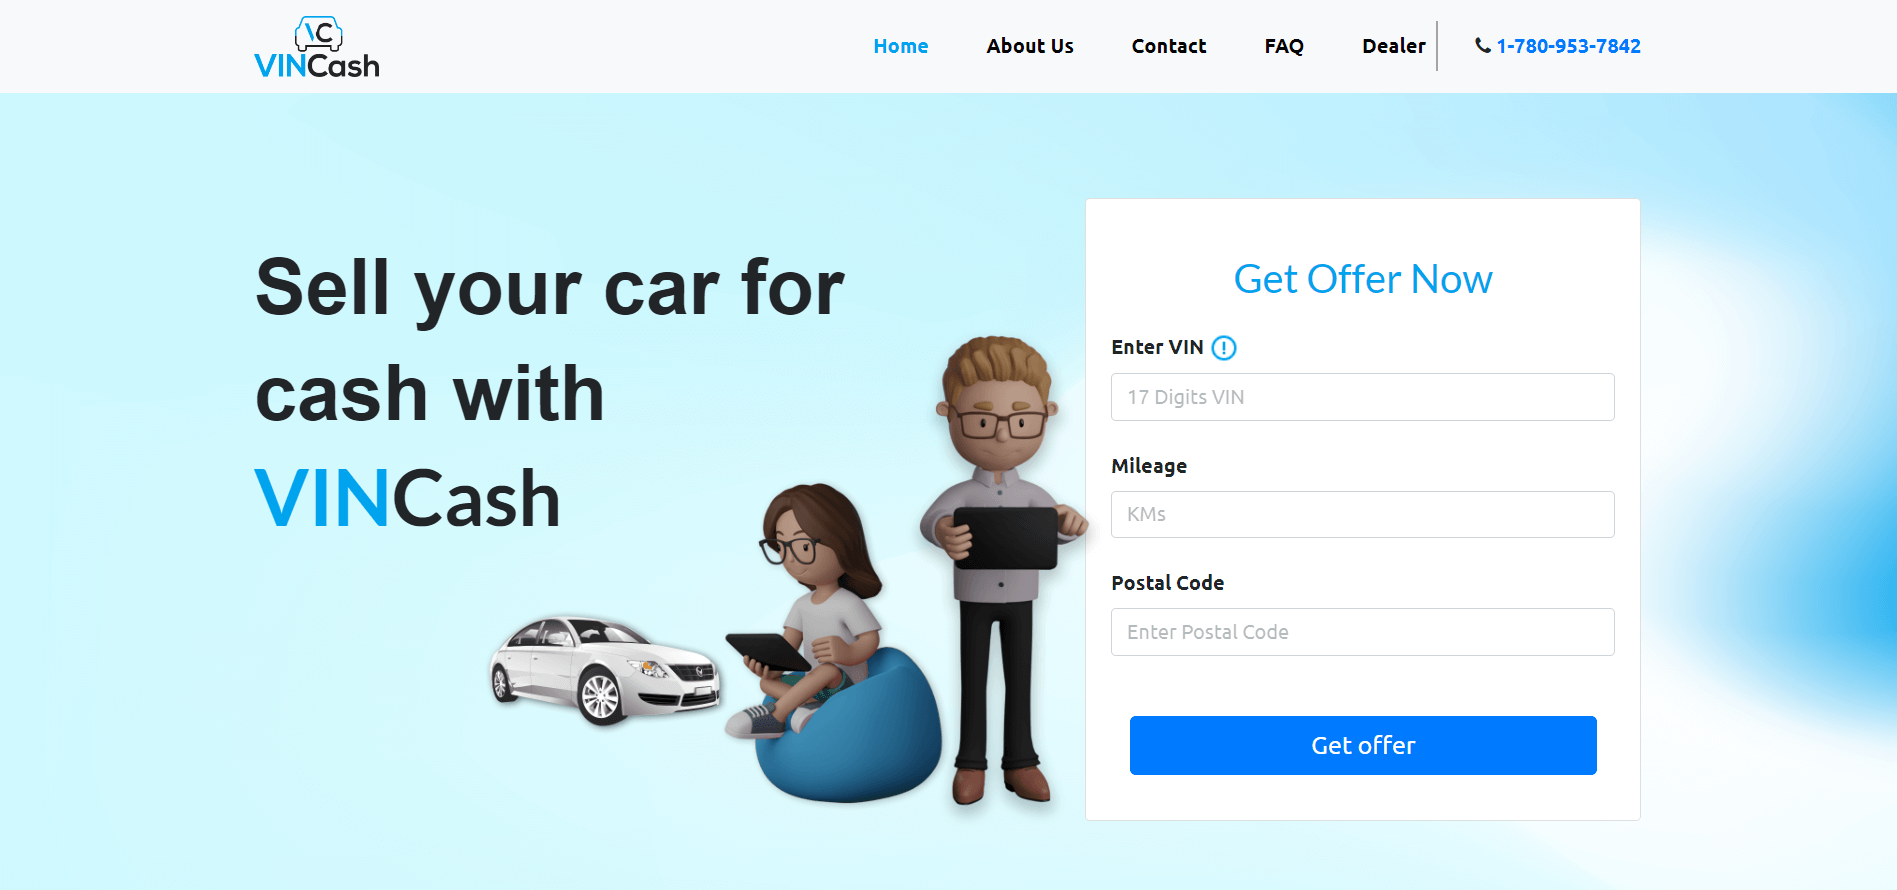 VC
VINCash
Home
About Us
Contact
FAQ
Dealer
1-780-953-7842
Sell your car for
cash with
VINCash
Get Offer Now
Enter VIN
17 Digits VIN
Mileage
KMs
Postal Code
Enter Postal Code
Get offer